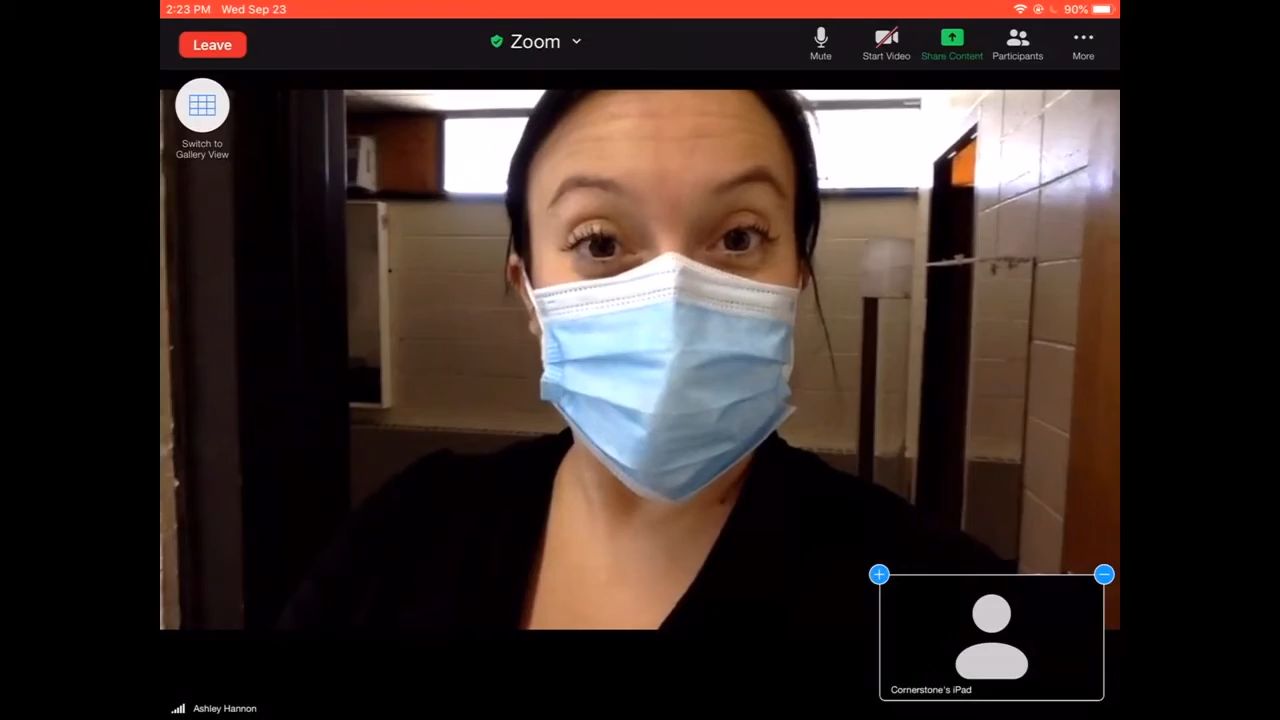 2:23 PM Wed Sep 23
90%
Leave
Zoom
Mute
Start Video
Share Content
Participants
More
Switch to
Gallery View
Cornerstone's iPad
Ashley Hannon